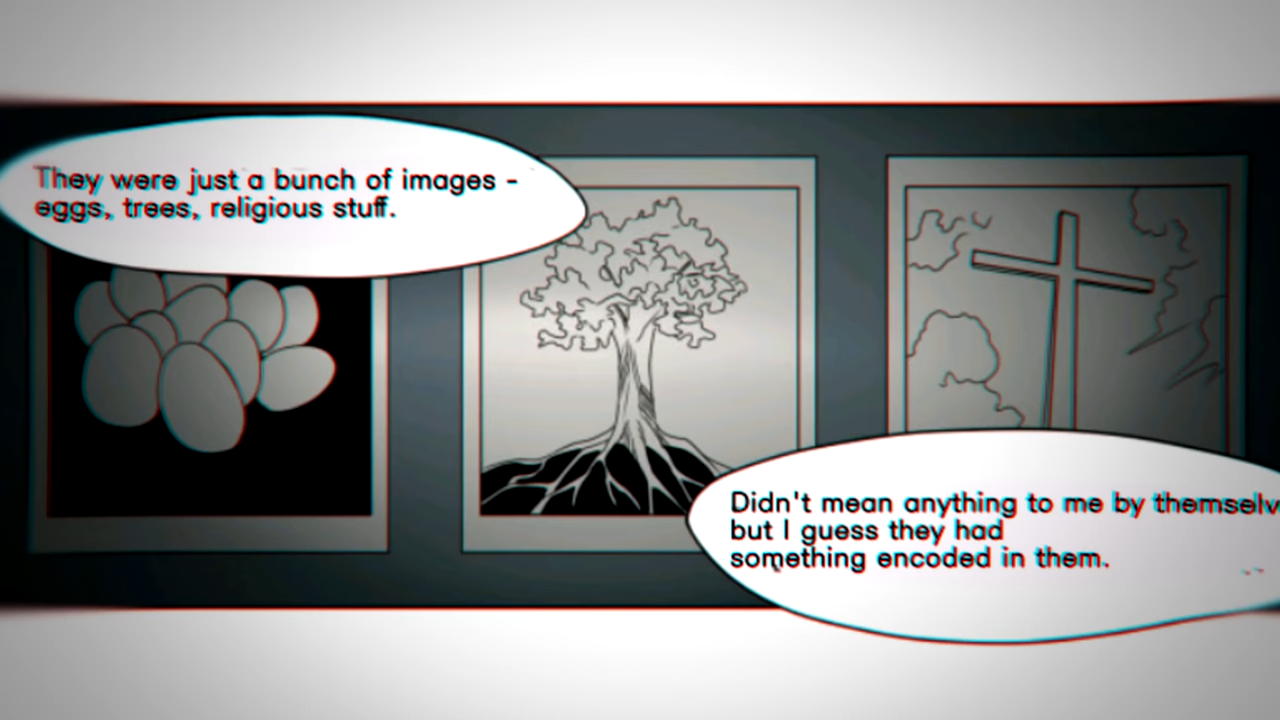 They were just a bunch of images -
eggs, trees, religious stuff.
Didn't mean anything to me by themselv
but I guess they had
something encoded in them.